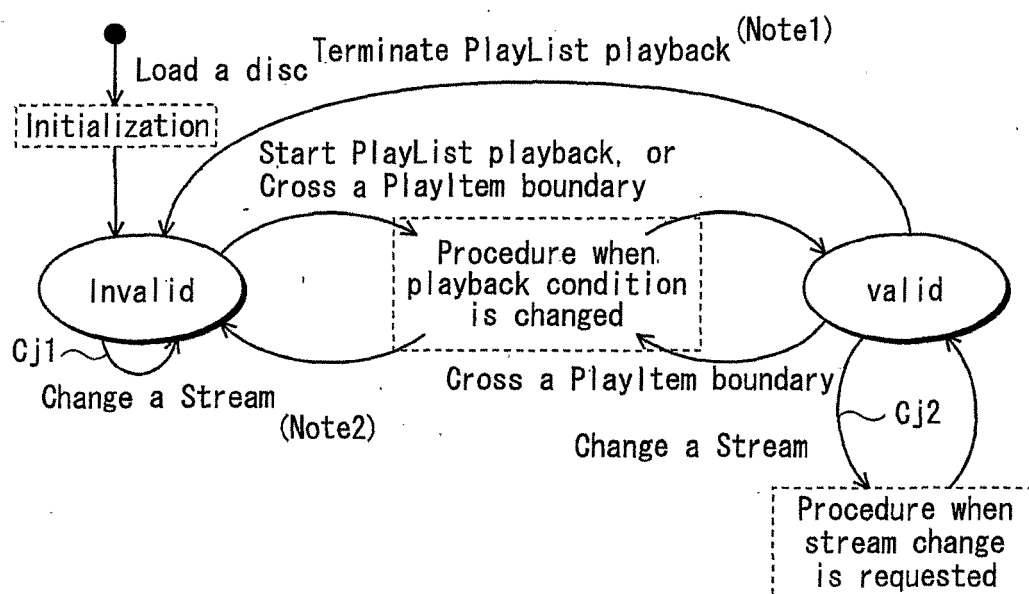 Terminate PlayList playback(Note1)
Load a disc
Initialization
Start PlayList playback, or
Cross a PlayItem boundary
Procedure when
playback condition
is changed
Invalid
valid
Cj1
Change a Stream
(Note2)
Cross a PlayItem boundary
Cj2
Change a Stream
Procedure when
stream change
is requested